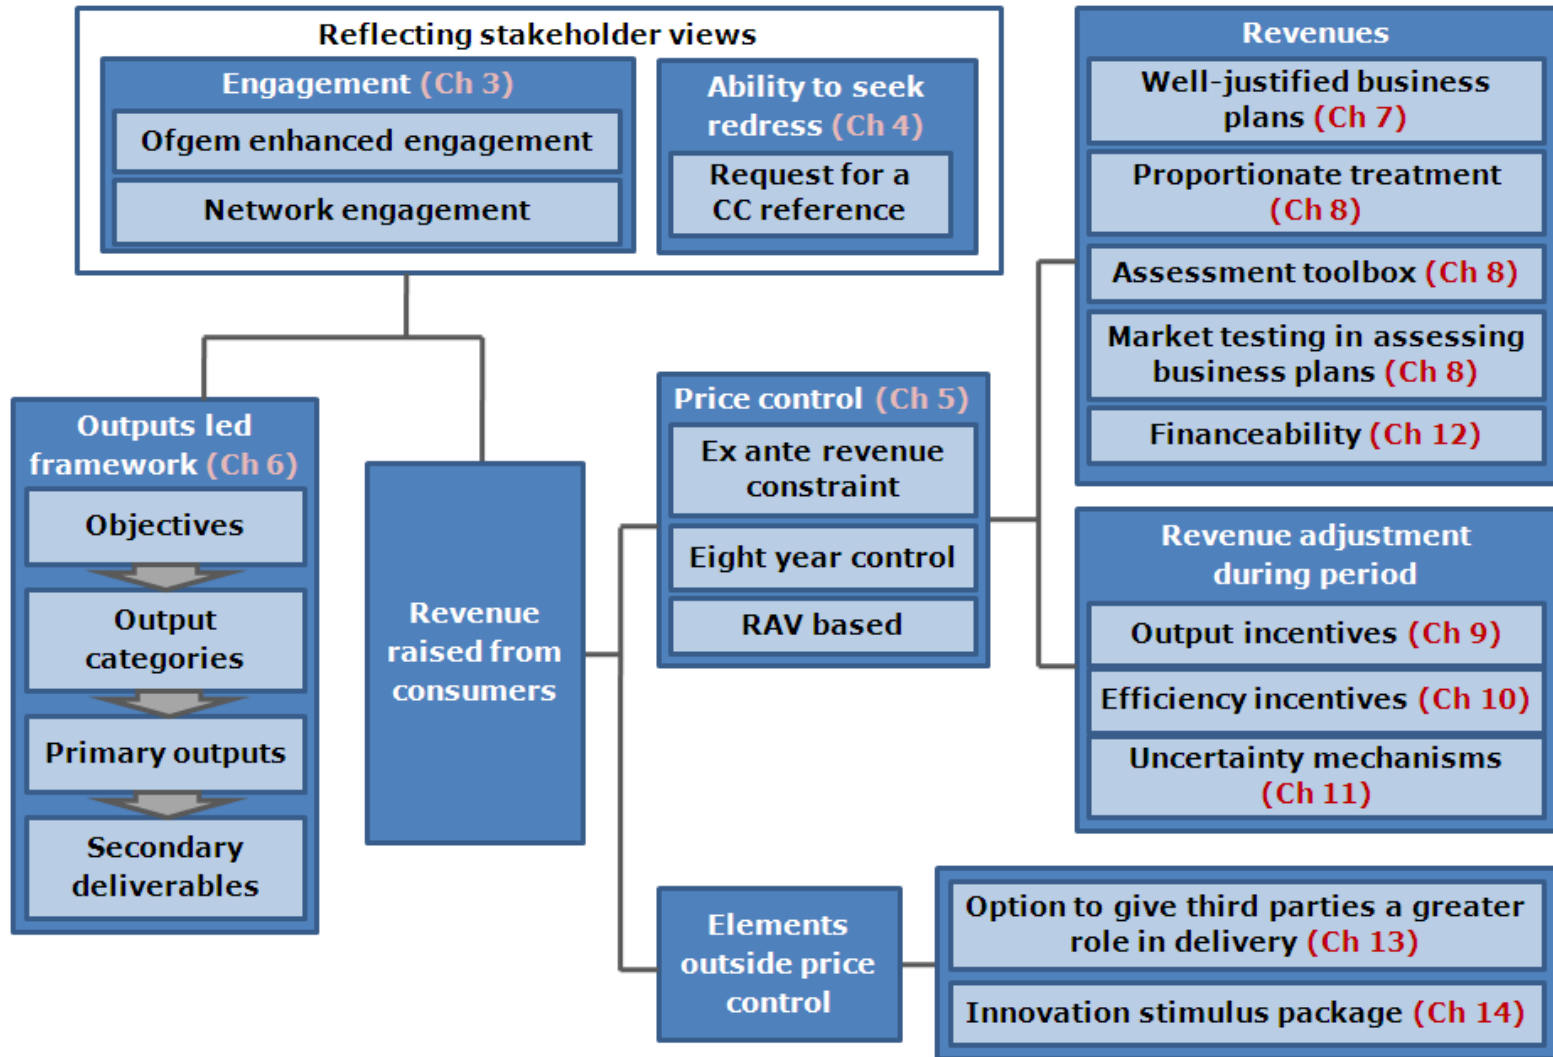 Reflecting stakeholder views
Engagement (Ch 3)
Ofgem enhanced engagement
Network engagement
Ability to seek
redress (Ch 4)
Request for a
CC reference
Outputs led
framework (Ch 6)
Objectives
Output
categories
Primary outputs
Secondary
deliverables
Revenue
raised from
consumers
Price control (Ch 5)
Ex ante revenue
constraint
Eight year control
RAV based
Elements
outside price
control
Revenues
Well-justified business
plans (Ch 7)
Proportionate treatment
(Ch 8)
Assessment toolbox (Ch 8)
Market testing in assessing
business plans (Ch 8)
Financeability (Ch 12)
Revenue adjustment
during period
Output incentives (Ch 9)
Efficiency incentives (Ch 10)
Uncertainty mechanisms
(Ch 11)
Option to give third parties a greater
role in delivery (Ch 13)
Innovation stimulus package (Ch 14)